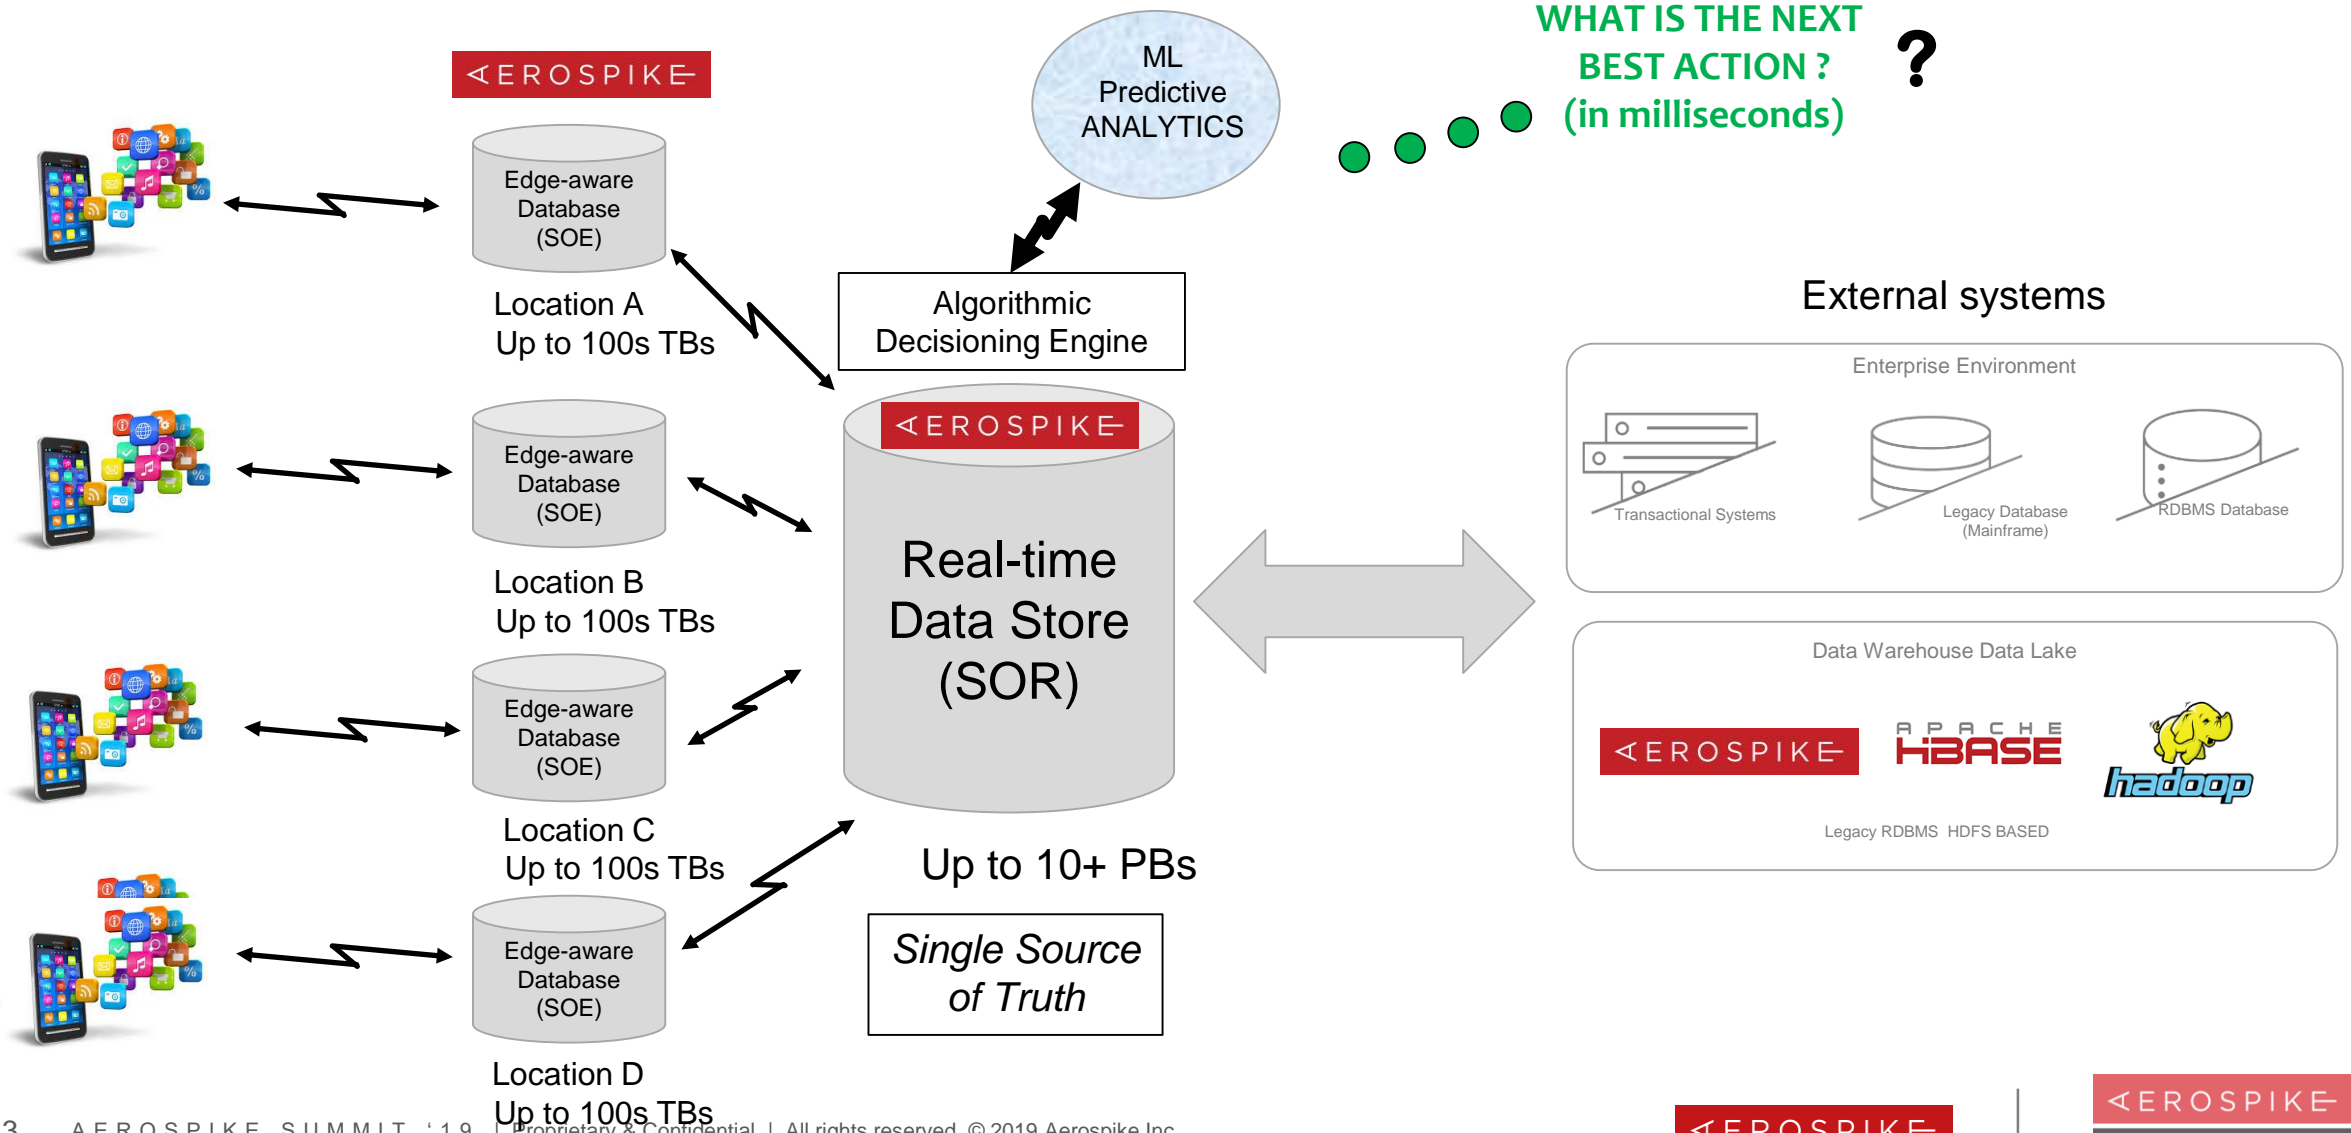 WHAT IS THE NEXT
BEST ACTION ?
(in milliseconds)
?
ML
Predictive
ANALYTICS
AEROSPIKE
Edge-aware
Database
(SOE)
Location A
Up to 100s TBs
Algorithmic
Decisioning Engine
External systems
Enterprise Environment
Transactional Systems
Legacy Database
(Mainframe)
RDBMS Database
AEROSPIKE
Edge-aware
Database
(SOE)
Location B
Up to 100s TBs
Real-time
Data Store
(SOR)
Data Warehouse Data Lake
AEROSPIKE
APACHE
HBASE
hadoop
Legacy RDBMS HDFS BASED
Edge-aware
Database
(SOE)
Location C
Up to 100s TBs
Up to 10+ PBs
Single Source
of Truth
Edge-aware
Database
(SOE)
Location D
Up to 100s TBs
3 AEROSPIKE SUMMIT ‘19 | Proprietary & Confidential | All rights reserved. © 2019 Aerospike Inc
AEROSPIKE
AEROSPIKE